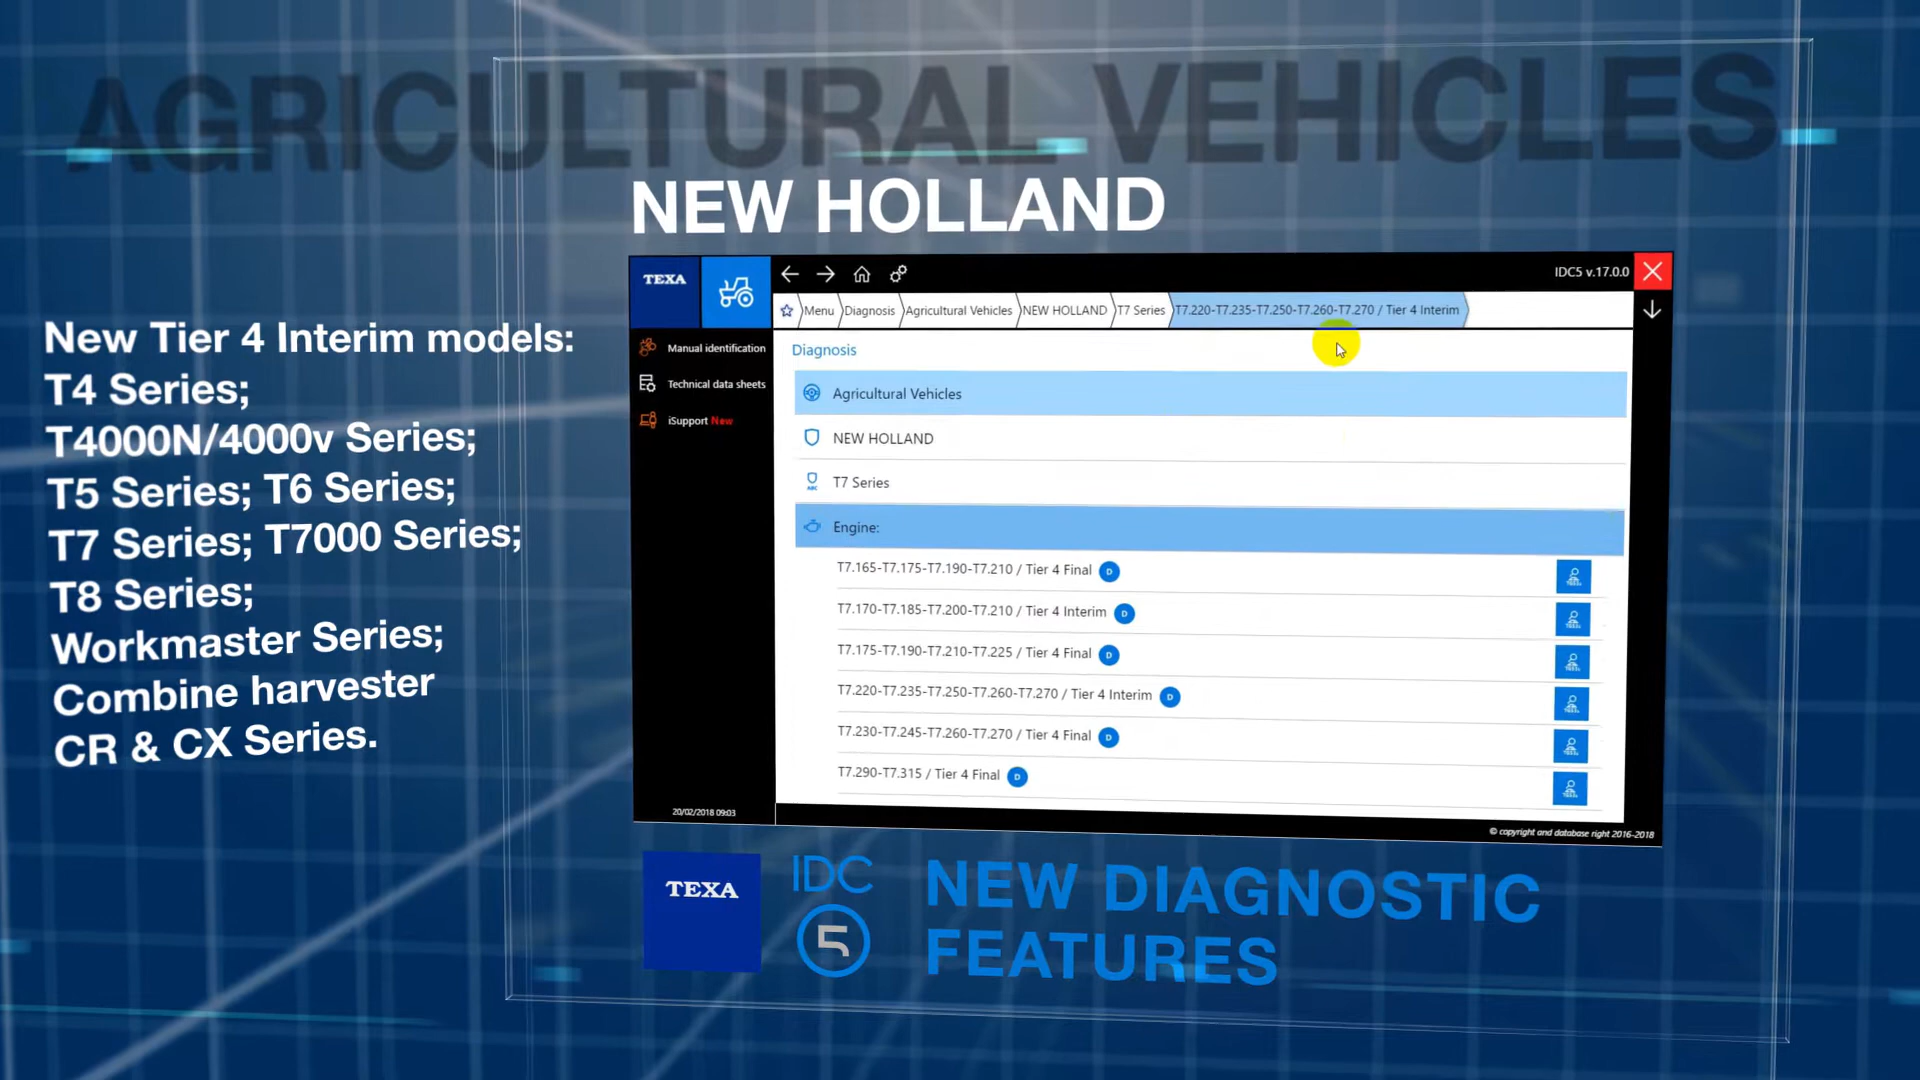 AGRICULTURAL VEHICLES
NEW HOLLAND
New Tier 4 Interim models:
T4 Series;
T4000N/4000v Series;
T5 Series; T6 Series;
T7 Series; T7000 Series;
T8 Series;
Workmaster Series;
Combine harvester
CR & CX Series.
TEXA
IDC5 v.17.0.0
Menu Diagnosis Agricultural Vehicles NEW HOLLAND T7 Series T7.220-T7.235-T7.250-T7.260-T7.270 / Tier 4 Interim
Manual identification
Technical data sheets
iSupport New
20/02/2018 09:03
Diagnosis
Agricultural Vehicles
NEW HOLLAND
T7 Series
Engine:
T7.165-T7.175-T7.190-T7.210 / Tier 4 Final D
T7.170-T7.185-T7.200-T7.210 / Tier 4 Interim D
T7.175-T7.190-T7.210-T7.225 / Tier 4 Final D
T7.220-T7.235-T7.250-T7.260-T7.270 / Tier 4 Interim D
T7.230-T7.245-T7.260-T7.270 / Tier 4 Final D
T7.290-T7.315 / Tier 4 Final D
© copyright and database right 2016-2018
TEXA
IDC
5
NEW DIAGNOSTIC
FEATURES